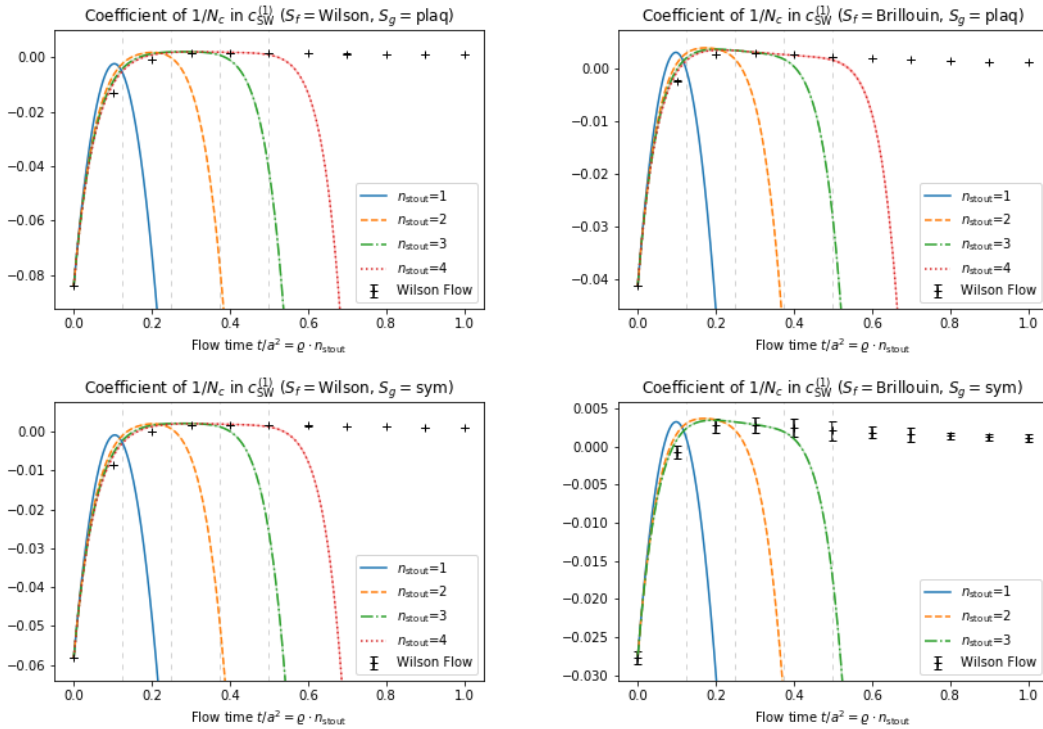 Coefficient of 1/N_c in c_SW^(1) (S_f = Wilson, S_g = plaq)
0.00
−0.02
−0.04
−0.06
−0.08
n_stout=1
n_stout=2
n_stout=3
n_stout=4
Wilson Flow
0.0 0.2 0.4 0.6 0.8 1.0
Flow time t/a² = ϱ · n_stout
Coefficient of 1/N_c in c_SW^(1) (S_f = Brillouin, S_g = plaq)
0.00
−0.01
−0.02
−0.03
−0.04
n_stout=1
n_stout=2
n_stout=3
n_stout=4
Wilson Flow
0.0 0.2 0.4 0.6 0.8 1.0
Flow time t/a² = ϱ · n_stout
Coefficient of 1/N_c in c_SW^(1) (S_f = Wilson, S_g = sym)
0.00
−0.01
−0.02
−0.03
−0.04
−0.05
−0.06
n_stout=1
n_stout=2
n_stout=3
n_stout=4
Wilson Flow
0.0 0.2 0.4 0.6 0.8 1.0
Flow time t/a² = ϱ · n_stout
Coefficient of 1/N_c in c_SW^(1) (S_f = Brillouin, S_g = sym)
0.005
0.000
−0.005
−0.010
−0.015
−0.020
−0.025
−0.030
n_stout=1
n_stout=2
n_stout=3
Wilson Flow
0.0 0.2 0.4 0.6 0.8 1.0
Flow time t/a² = ϱ · n_stout